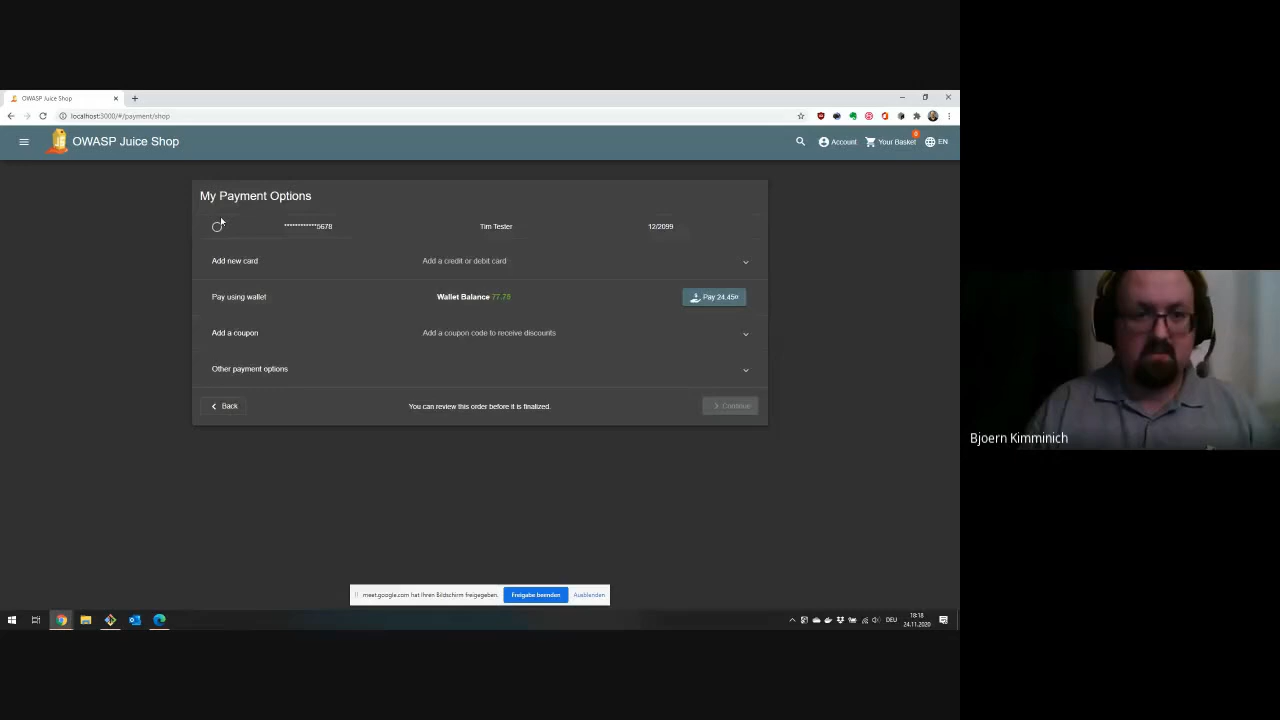 OWASP Juice Shop
localhost:3000/#/payment/shop
OWASP Juice Shop
Account
0
Your Basket
EN
My Payment Options
************5678 Tim Tester 12/2099
Add new card Add a credit or debit card
Pay using wallet Wallet Balance 77.78 Pay 24.45¤
Add a coupon Add a coupon code to receive discounts
Other payment options
Back You can review this order before it is finalized. Continue
Bjoern Kimminich
meet.google.com hat Ihren Bildschirm freigegeben. Freigabe beenden Ausblenden
DEU
18:18
24.11.2020